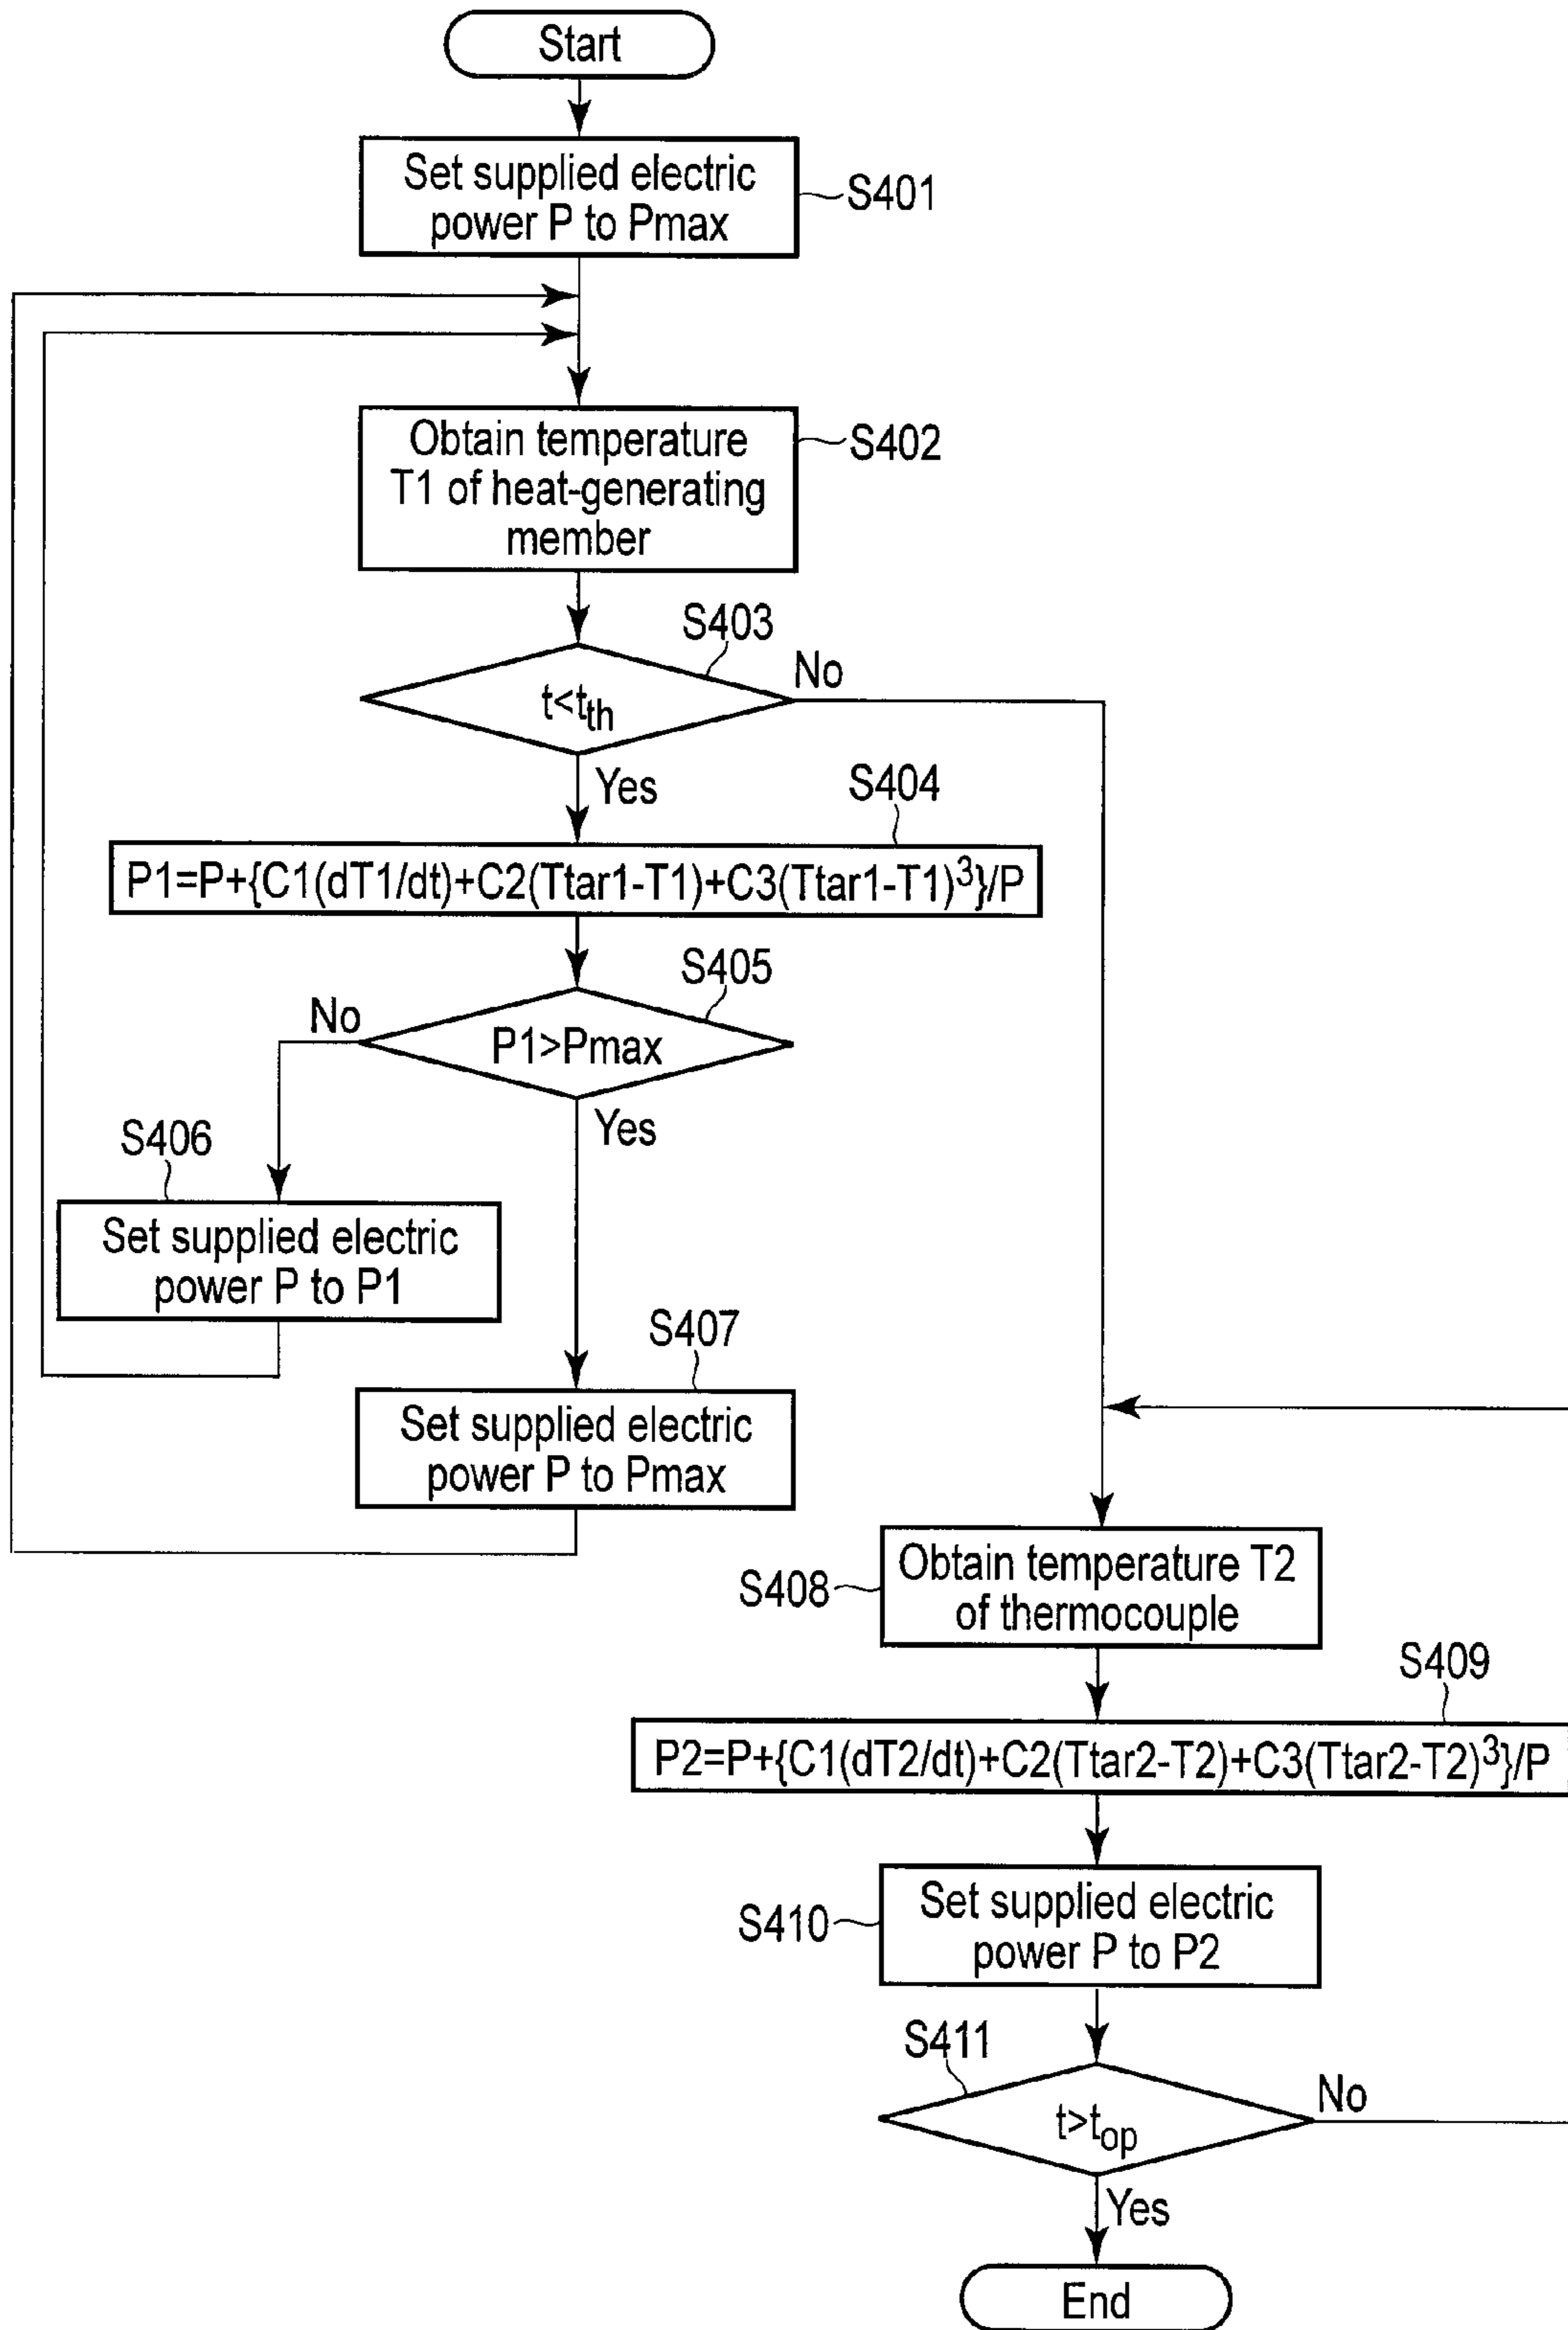 Start
Set supplied electric
power P to Pmax
S401
Obtain temperature
T1 of heat-generating
member
S402
S403
t<tth
No
Yes
S404
P1=P+{C1(dT1/dt)+C2(Ttar1-T1)+C3(Ttar1-T1)³}/P
S405
No
P1>Pmax
Yes
S406
Set supplied electric
power P to P1
S407
Set supplied electric
power P to Pmax
S408
Obtain temperature T2
of thermocouple
S409
P2=P+{C1(dT2/dt)+C2(Ttar2-T2)+C3(Ttar2-T2)³}/P
S410
Set supplied electric
power P to P2
S411
t>top
No
Yes
End